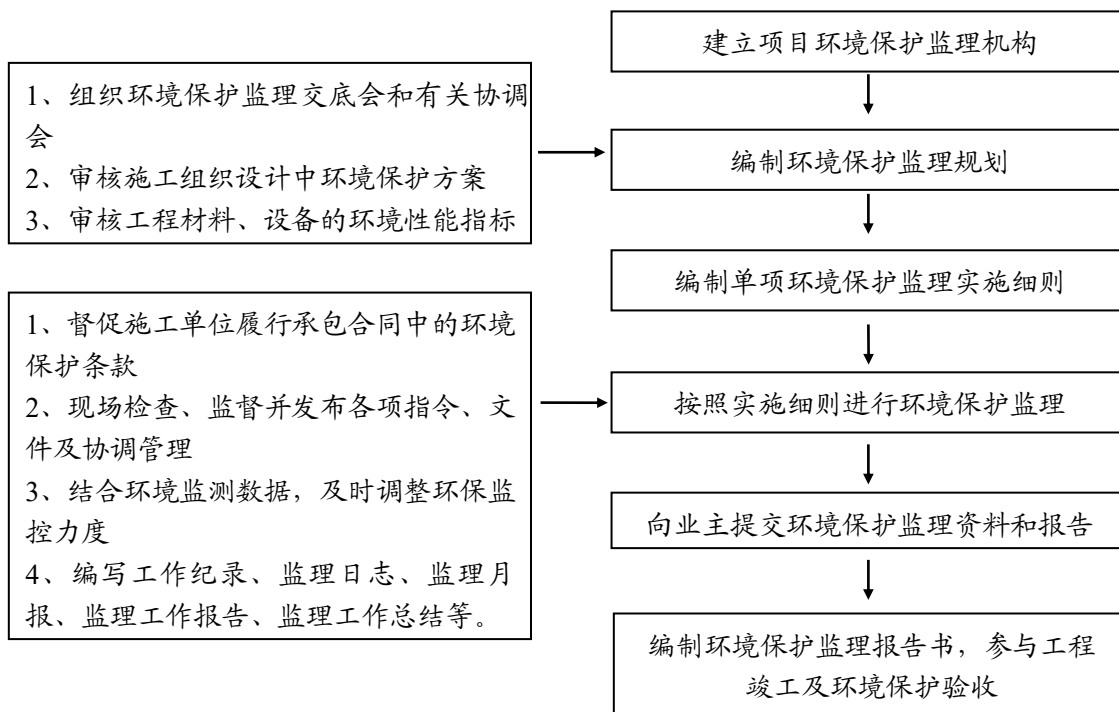 建立项目环境保护监理机构
1、组织环境保护监理交底会和有关协调
会
2、审核施工组织设计中环境保护方案
3、审核工程材料、设备的环境性能指标
编制环境保护监理规划
编制单项环境保护监理实施细则
1、督促施工单位履行承包合同中的环境
保护条款
2、现场检查、监督并发布各项指令、文
件及协调管理
3、结合环境监测数据，及时调整环保监
控力度
4、编写工作纪录、监理日志、监理月
报、监理工作报告、监理工作总结等。
按照实施细则进行环境保护监理
向业主提交环境保护监理资料和报告
编制环境保护监理报告书，参与工程
竣工及环境保护验收